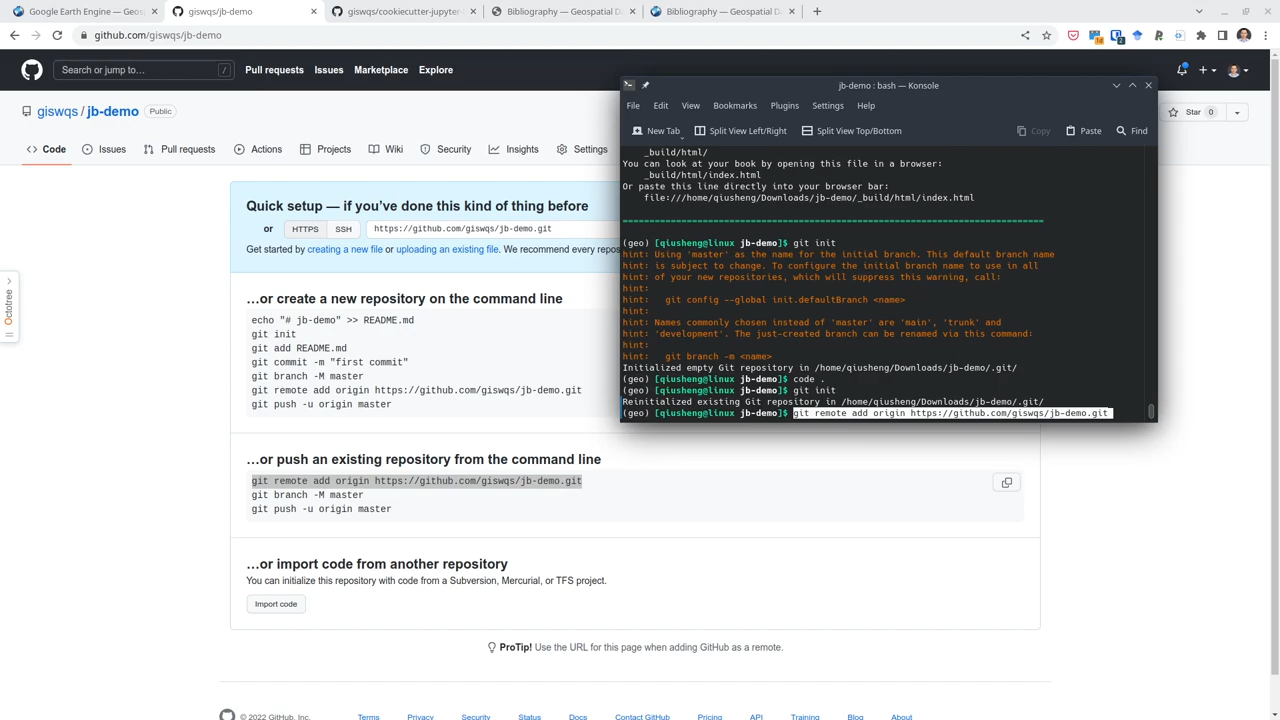 Google Earth Engine — Geosp
giswqs/jb-demo
giswqs/cookiecutter-jupyter
Bibliography — Geospatial D
Bibliography — Geospatial D
github.com/giswqs/jb-demo
Search or jump to…
/
Pull requests
Issues
Marketplace
Explore
giswqs / jb-demo
Public
Star 0
Code
Issues
Pull requests
Actions
Projects
Wiki
Security
Insights
Settings
Octotree
Quick setup — if you've done this kind of thing before
or
HTTPS
SSH
https://github.com/giswqs/jb-demo.git
Get started by creating a new file or uploading an existing file. We recommend every repos
…or create a new repository on the command line
echo "# jb-demo" >> README.md
git init
git add README.md
git commit -m "first commit"
git branch -M master
git remote add origin https://github.com/giswqs/jb-demo.git
git push -u origin master
…or push an existing repository from the command line
git remote add origin https://github.com/giswqs/jb-demo.git
git branch -M master
git push -u origin master
…or import code from another repository
You can initialize this repository with code from a Subversion, Mercurial, or TFS project.
Import code
ProTip! Use the URL for this page when adding GitHub as a remote.
© 2022 GitHub, Inc.
Terms
Privacy
Security
Status
Docs
Contact GitHub
Pricing
API
Training
Blog
About
jb-demo : bash — Konsole
File
Edit
View
Bookmarks
Plugins
Settings
Help
New Tab
Split View Left/Right
Split View Top/Bottom
Copy
Paste
Find
_build/html/
You can look at your book by opening this file in a browser:
_build/html/index.html
Or paste this line directly into your browser bar:
file:///home/qiusheng/Downloads/jb-demo/_build/html/index.html
===============================================================================
(geo) [qiusheng@linux jb-demo]$ git init
hint: Using 'master' as the name for the initial branch. This default branch name
hint: is subject to change. To configure the initial branch name to use in all
hint: of your new repositories, which will suppress this warning, call:
hint:
hint: git config --global init.defaultBranch <name>
hint:
hint: Names commonly chosen instead of 'master' are 'main', 'trunk' and
hint: 'development'. The just-created branch can be renamed via this command:
hint:
hint: git branch -m <name>
Initialized empty Git repository in /home/qiusheng/Downloads/jb-demo/.git/
(geo) [qiusheng@linux jb-demo]$ code .
(geo) [qiusheng@linux jb-demo]$ git init
Reinitialized existing Git repository in /home/qiusheng/Downloads/jb-demo/.git/
(geo) [qiusheng@linux jb-demo]$ git remote add origin https://github.com/giswqs/jb-demo.git